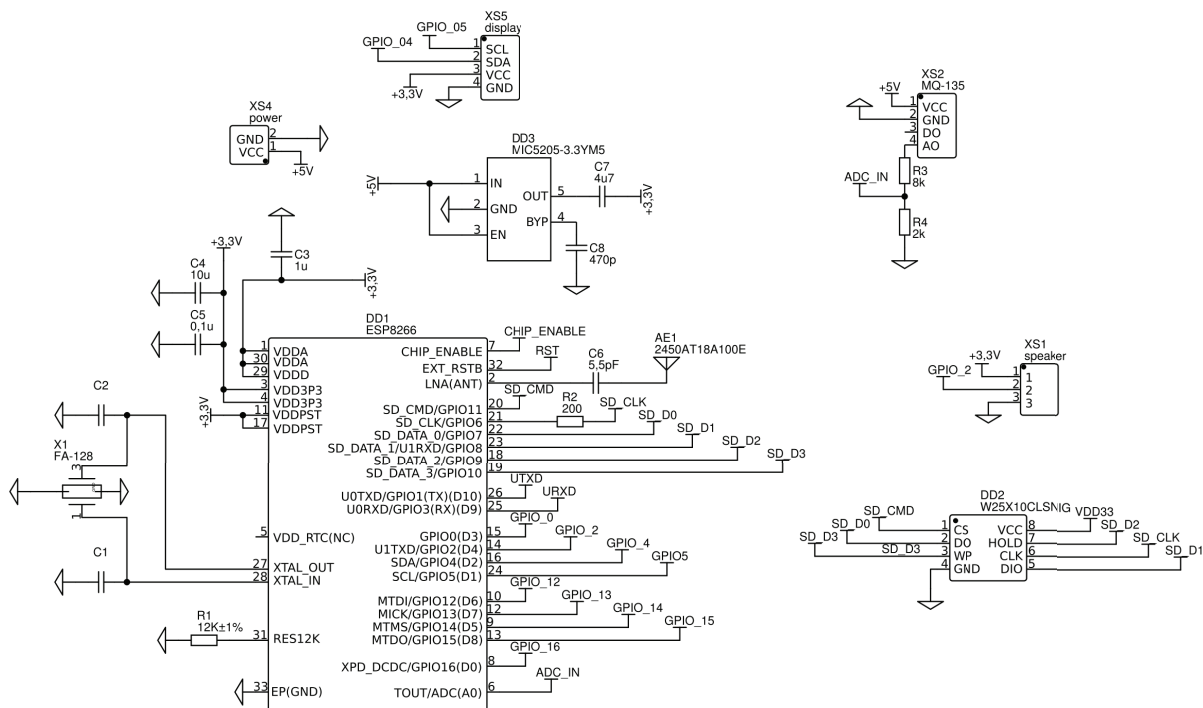 XS5
display
GPIO_05
GPIO_04
1 SCL
2 SDA
3 VCC
4 GND
+3,3V
XS4
power
GND 2
VCC 1
+5V
XS2
MQ-135
+5V
1 VCC
2 GND
3 DO
4 AO
ADC_IN
R3
8k
R4
2k
DD3
MIC5205-3.3YM5
+5V
1 IN
2 GND
3 EN
OUT 5
BYP 4
C7
4u7
+3,3V
C8
470p
+3,3V
C3
1u
+3,3V
C4
10u
C5
0,1u
DD1
ESP8266
1 VDDA
30 VDDA
29 VDDD
3 VDD3P3
4 VDD3P3
11 VDDPST
17 VDDPST
+3,3V
5 VDD_RTC(NC)
27 XTAL_OUT
28 XTAL_IN
31 RES12K
33 EP(GND)
C2
X1
FA-128
3
1
C1
R1
12K±1%
CHIP_ENABLE 7 CHIP_ENABLE
EXT_RSTB 32 RST
LNA(ANT) 2
C6
5,5pF
AE1
2450AT18A100E
SD_CMD/GPIO11 20 SD_CMD
SD_CLK/GPIO6 21
R2
200
SD_CLK
SD_DATA_0/GPIO7 22 SD_D0
SD_DATA_1/U1RXD/GPIO8 23 SD_D1
SD_DATA_2/GPIO9 18 SD_D2
SD_DATA_3/GPIO10 19 SD_D3
U0TXD/GPIO1(TX)(D10) 26 UTXD
U0RXD/GPIO3(RX)(D9) 25 URXD
GPIO0(D3) 15 GPIO_0
U1TXD/GPIO2(D4) 14 GPIO_2
SDA/GPIO4(D2) 16 GPIO_4
SCL/GPIO5(D1) 24 GPIO5
MTDI/GPIO12(D6) 10 GPIO_12
MICK/GPIO13(D7) 12 GPIO_13
MTMS/GPIO14(D5) 9 GPIO_14
MTDO/GPIO15(D8) 13 GPIO_15
XPD_DCDC/GPIO16(D0) 8 GPIO_16
TOUT/ADC(A0) 6 ADC_IN
XS1
speaker
+3,3V
GPIO_2
1 1
2 2
3 3
DD2
W25X10CLSNIG
SD_CMD
SD_D0
SD_D3
SD_D3
1 CS
2 DO
3 WP
4 GND
VCC 8
HOLD 7
CLK 6
DIO 5
VDD33
SD_D2
SD_CLK
SD_D1